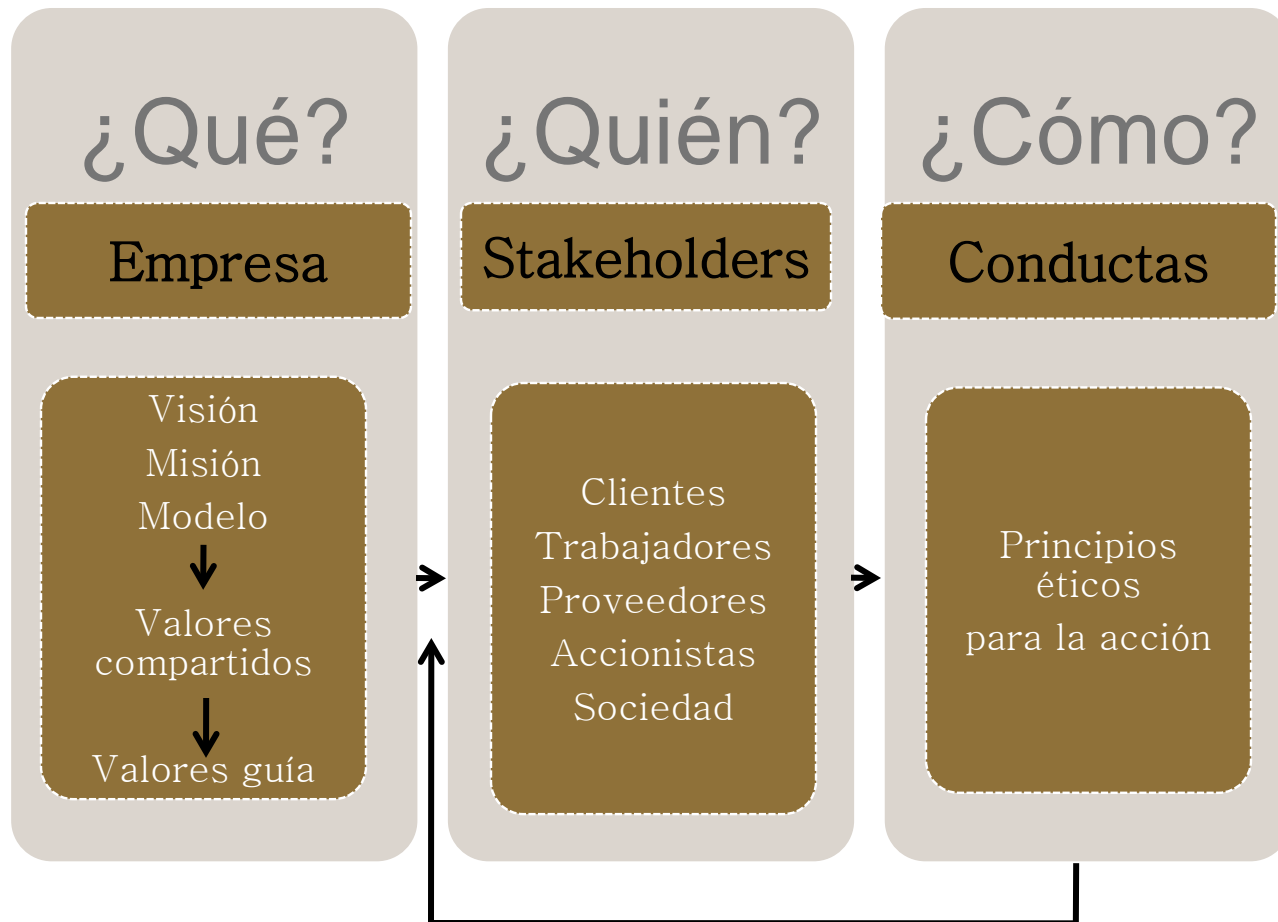 ¿Qué?
Empresa
Visión
Misión
Modelo
Valores
compartidos
Valores guía
¿Quién?
Stakeholders
Clientes
Trabajadores
Proveedores
Accionistas
Sociedad
¿Cómo?
Conductas
Principios
éticos
para la acción